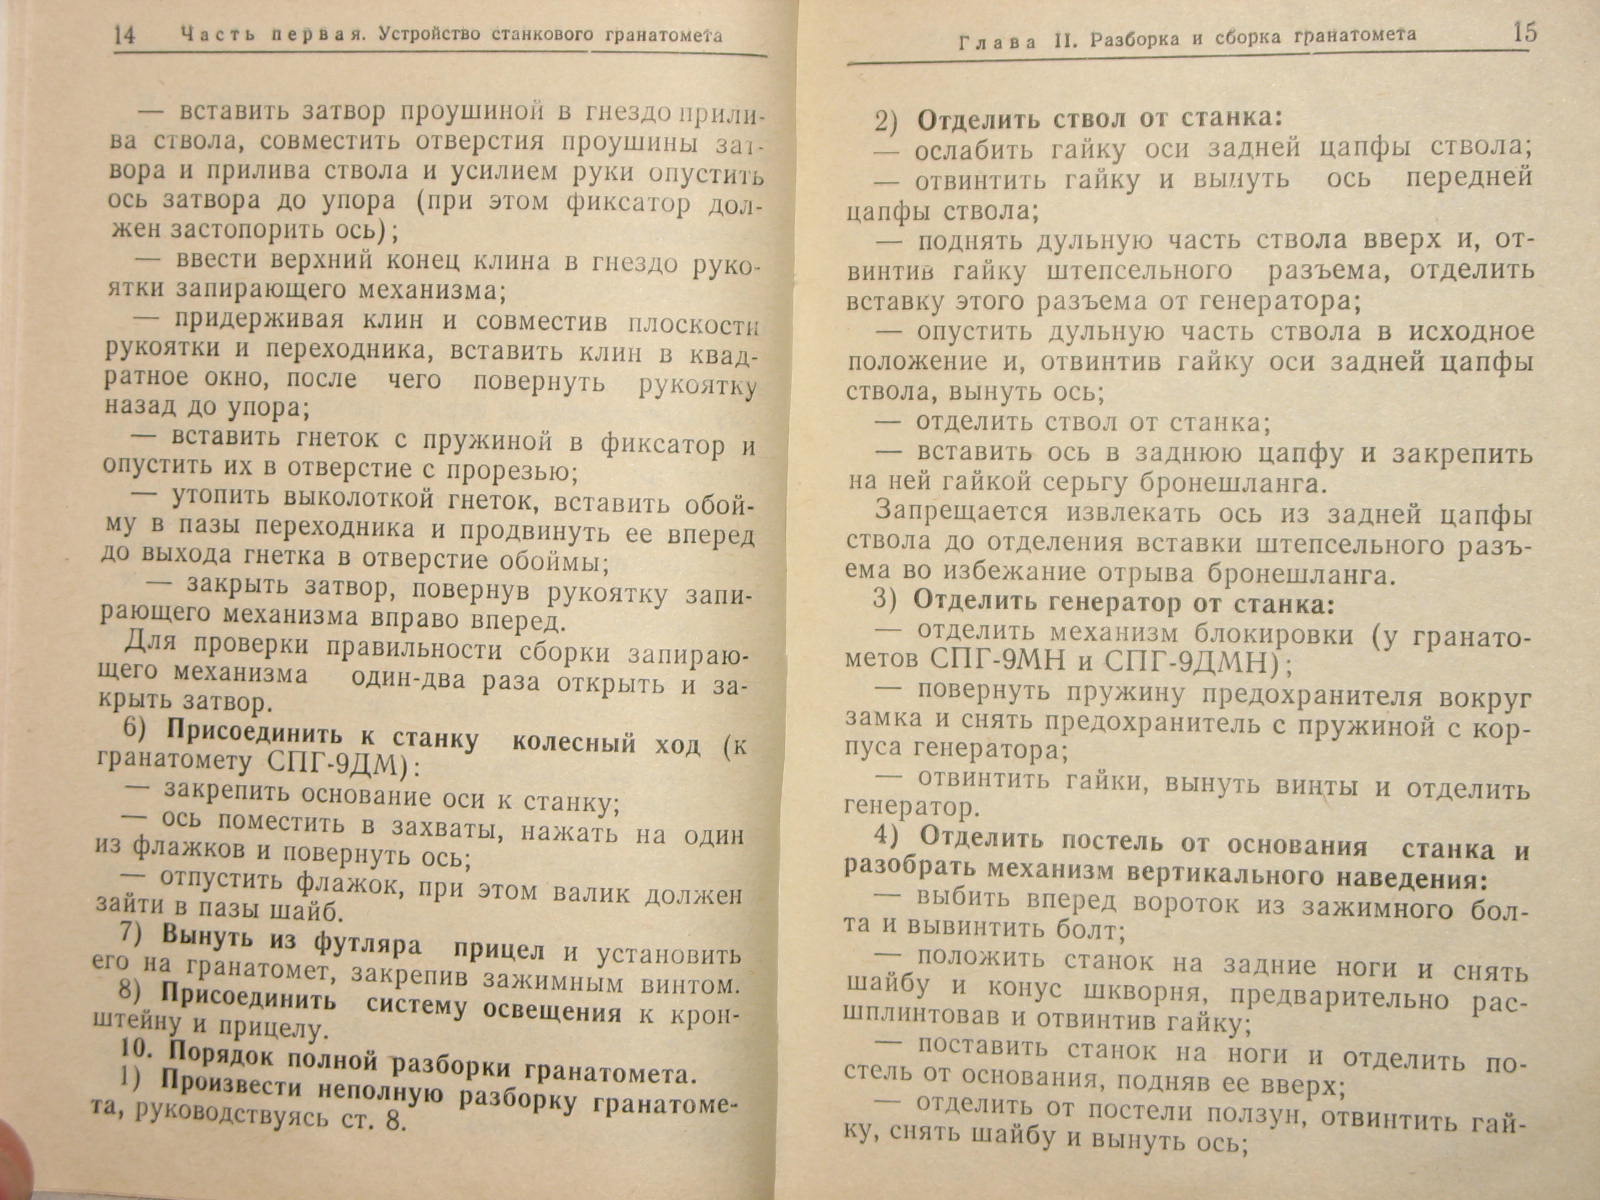 14 Часть первая. Устройство станкового гранатомета
— вставить затвор проушиной в гнездо прили-
ва ствола, совместить отверстия проушины зат-
вора и прилива ствола и усилием руки опустить
ось затвора до упора (при этом фиксатор дол-
жен застопорить ось);
— ввести верхний конец клина в гнездо руко-
ятки запирающего механизма;
— придерживая клин и совместив плоскости
рукоятки и переходника, вставить клин в квад-
ратное окно, после чего повернуть рукоятку
назад до упора;
— вставить гнеток с пружиной в фиксатор и
опустить их в отверстие с прорезью;
— утопить выколоткой гнеток, вставить обой-
му в пазы переходника и продвинуть ее вперед
до выхода гнетка в отверстие обоймы;
— закрыть затвор, повернув рукоятку запи-
рающего механизма вправо вперед.
Для проверки правильности сборки запираю-
щего механизма один-два раза открыть и за-
крыть затвор.
6) Присоединить к станку колесный ход (к
гранатомету СПГ-9ДМ):
— закрепить основание оси к станку;
— ось поместить в захваты, нажать на один
из флажков и повернуть ось;
— отпустить флажок, при этом валик должен
зайти в пазы шайб.
7) Вынуть из футляра прицел и установить
его на гранатомет, закрепив зажимным винтом.
8) Присоединить систему освещения к крон-
штейну и прицелу.
10. Порядок полной разборки гранатомета.
1) Произвести неполную разборку гранатоме-
та, руководствуясь ст. 8.
Глава II. Разборка и сборка гранатомета 15
2) Отделить ствол от станка:
— ослабить гайку оси задней цапфы ствола;
— отвинтить гайку и вынуть ось передней
цапфы ствола;
— поднять дульную часть ствола вверх и, от-
винтив гайку штепсельного разъема, отделить
вставку этого разъема от генератора;
— опустить дульную часть ствола в исходное
положение и, отвинтив гайку оси задней цапфы
ствола, вынуть ось;
— отделить ствол от станка;
— вставить ось в заднюю цапфу и закрепить
на ней гайкой серьгу бронешланга.
Запрещается извлекать ось из задней цапфы
ствола до отделения вставки штепсельного разъ-
ема во избежание отрыва бронешланга.
3) Отделить генератор от станка:
— отделить механизм блокировки (у гранато-
метов СПГ-9МН и СПГ-9ДМН);
— повернуть пружину предохранителя вокруг
замка и снять предохранитель с пружиной с кор-
пуса генератора;
— отвинтить гайки, вынуть винты и отделить
генератор.
4) Отделить постель от основания станка и
разобрать механизм вертикального наведения:
— выбить вперед вороток из зажимного бол-
та и вывинтить болт;
— положить станок на задние ноги и снять
шайбу и конус шкворня, предварительно рас-
шплинтовав и отвинтив гайку;
— поставить станок на ноги и отделить по-
стель от основания, подняв ее вверх;
— отделить от постели ползун, отвинтить гай-
ку, снять шайбу и вынуть ось;